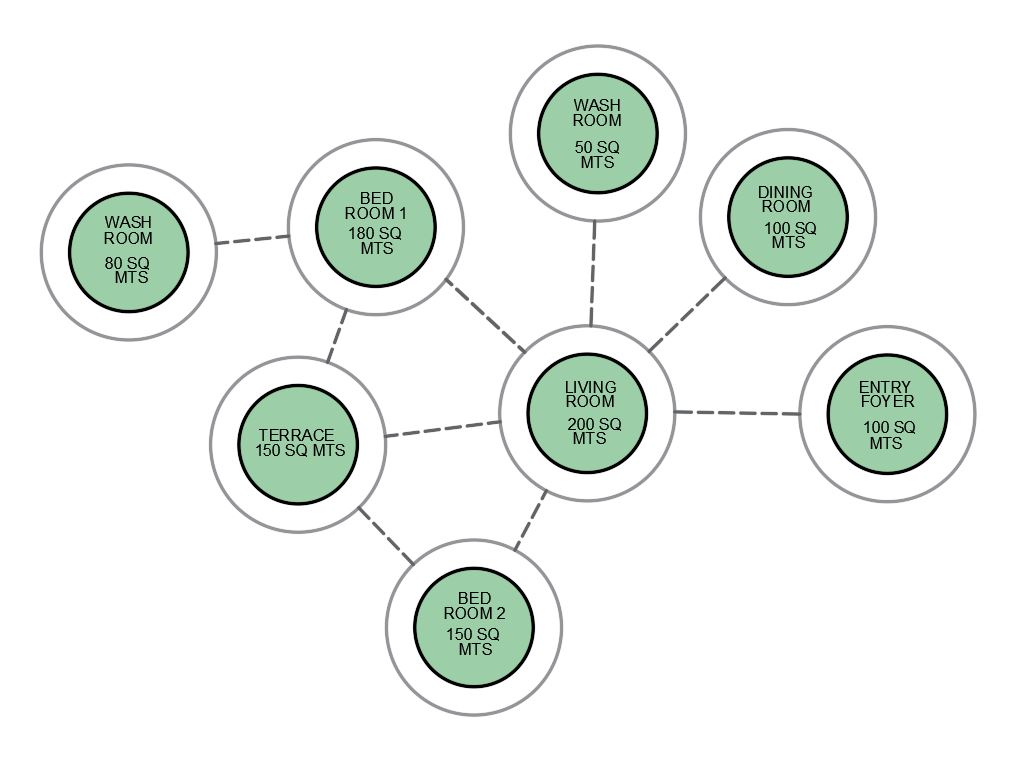 WASH
ROOM
50 SQ
MTS
DINING
ROOM
100 SQ
MTS
BED
ROOM 1
180 SQ
MTS
WASH
ROOM
80 SQ
MTS
LIVING
ROOM
200 SQ
MTS
ENTRY
FOYER
100 SQ
MTS
TERRACE
150 SQ MTS
BED
ROOM 2
150 SQ
MTS